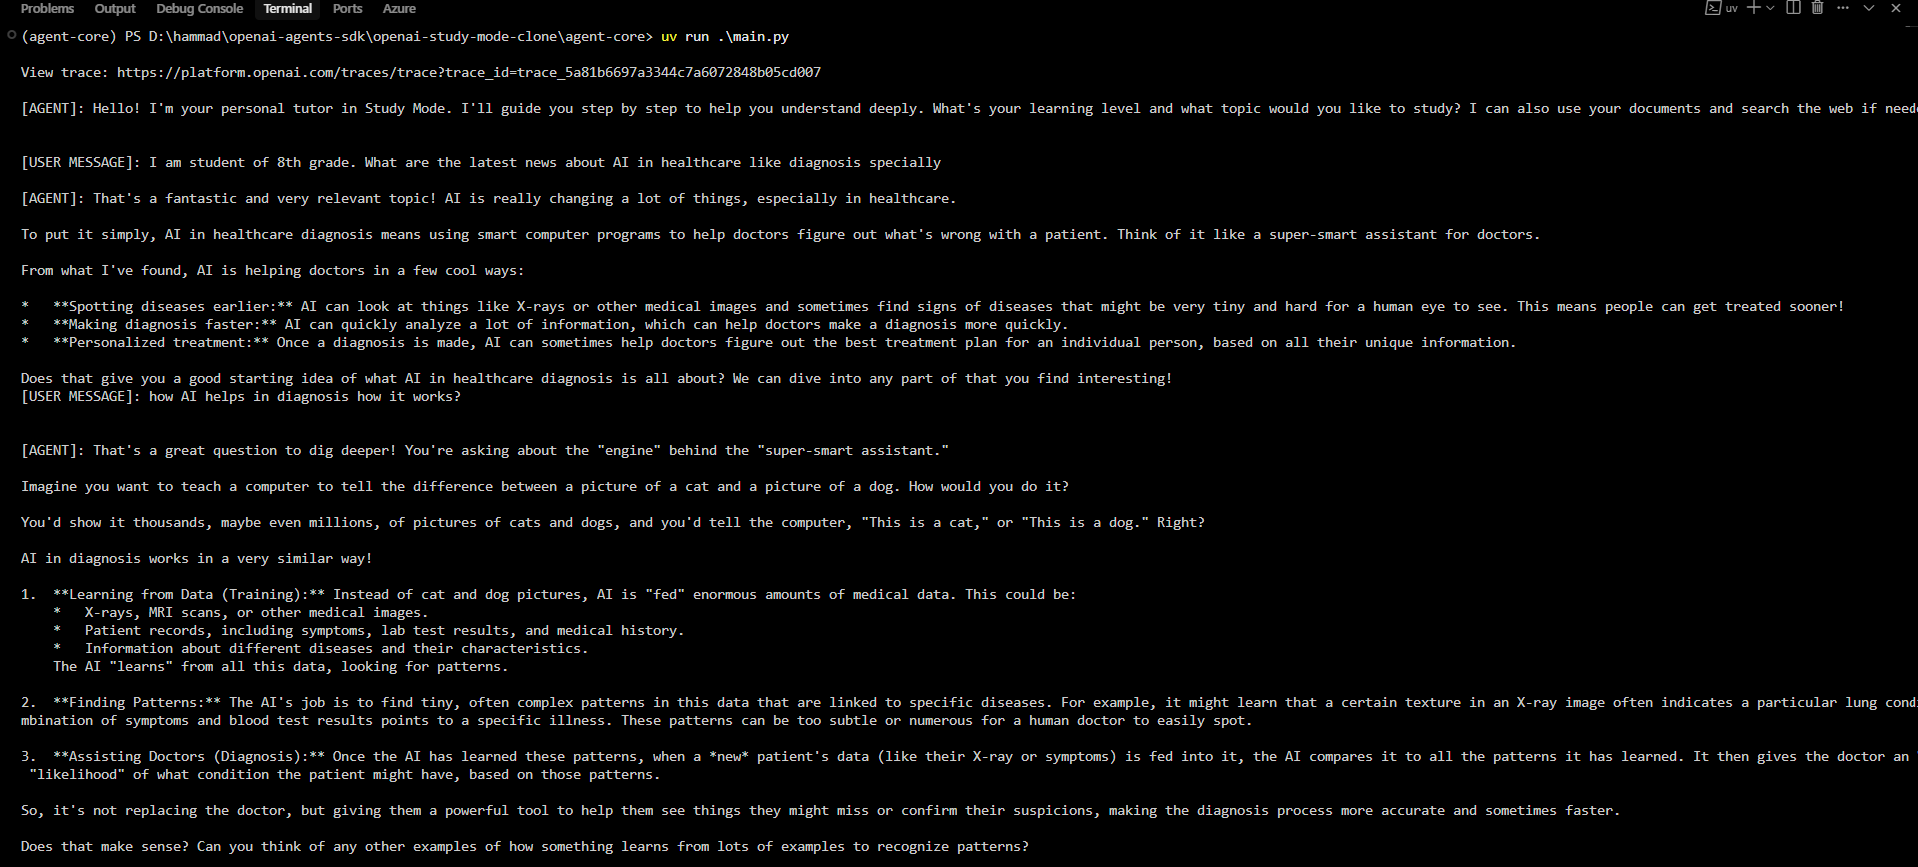 Problems Output Debug Console Terminal Ports Azure uv
(agent-core) PS D:\hammad\openai-agents-sdk\openai-study-mode-clone\agent-core> uv run .\main.py
View trace: https://platform.openai.com/traces/trace?trace_id=trace_5a81b6697a3344c7a6072848b05cd007
[AGENT]: Hello! I'm your personal tutor in Study Mode. I'll guide you step by step to help you understand deeply. What's your learning level and what topic would you like to study? I can also use your documents and search the web if neede
[USER MESSAGE]: I am student of 8th grade. What are the latest news about AI in healthcare like diagnosis specially
[AGENT]: That's a fantastic and very relevant topic! AI is really changing a lot of things, especially in healthcare.
To put it simply, AI in healthcare diagnosis means using smart computer programs to help doctors figure out what's wrong with a patient. Think of it like a super-smart assistant for doctors.
From what I've found, AI is helping doctors in a few cool ways:
*   **Spotting diseases earlier:** AI can look at things like X-rays or other medical images and sometimes find signs of diseases that might be very tiny and hard for a human eye to see. This means people can get treated sooner!
*   **Making diagnosis faster:** AI can quickly analyze a lot of information, which can help doctors make a diagnosis more quickly.
*   **Personalized treatment:** Once a diagnosis is made, AI can sometimes help doctors figure out the best treatment plan for an individual person, based on all their unique information.
Does that give you a good starting idea of what AI in healthcare diagnosis is all about? We can dive into any part of that you find interesting!
[USER MESSAGE]: how AI helps in diagnosis how it works?
[AGENT]: That's a great question to dig deeper! You're asking about the "engine" behind the "super-smart assistant."
Imagine you want to teach a computer to tell the difference between a picture of a cat and a picture of a dog. How would you do it?
You'd show it thousands, maybe even millions, of pictures of cats and dogs, and you'd tell the computer, "This is a cat," or "This is a dog." Right?
AI in diagnosis works in a very similar way!
1.  **Learning from Data (Training):** Instead of cat and dog pictures, AI is "fed" enormous amounts of medical data. This could be:
*   X-rays, MRI scans, or other medical images.
*   Patient records, including symptoms, lab test results, and medical history.
*   Information about different diseases and their characteristics.
The AI "learns" from all this data, looking for patterns.
2.  **Finding Patterns:** The AI's job is to find tiny, often complex patterns in this data that are linked to specific diseases. For example, it might learn that a certain texture in an X-ray image often indicates a particular lung cond
mbination of symptoms and blood test results points to a specific illness. These patterns can be too subtle or numerous for a human doctor to easily spot.
3.  **Assisting Doctors (Diagnosis):** Once the AI has learned these patterns, when a *new* patient's data (like their X-ray or symptoms) is fed into it, the AI compares it to all the patterns it has learned. It then gives the doctor an
"likelihood" of what condition the patient might have, based on those patterns.
So, it's not replacing the doctor, but giving them a powerful tool to help them see things they might miss or confirm their suspicions, making the diagnosis process more accurate and sometimes faster.
Does that make sense? Can you think of any other examples of how something learns from lots of examples to recognize patterns?